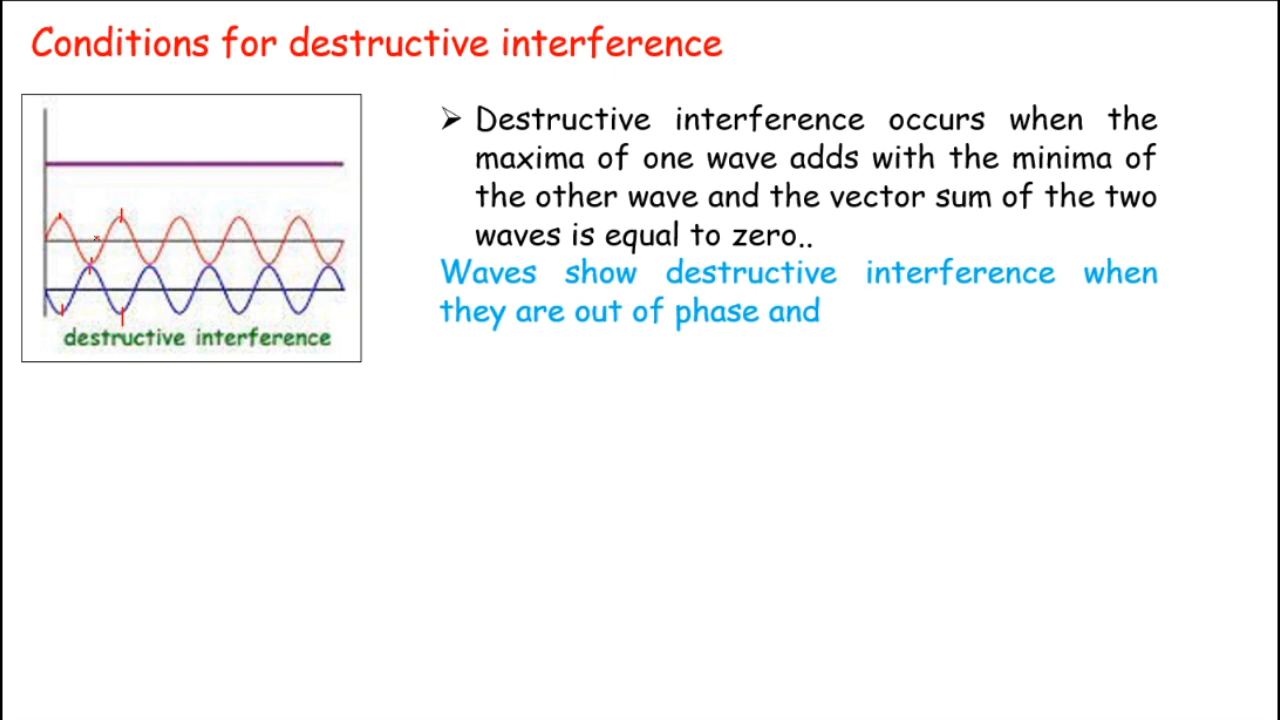 Conditions for destructive interference
➢ Destructive interference occurs when the
maxima of one wave adds with the minima of
the other wave and the vector sum of the two
waves is equal to zero..
Waves show destructive interference when
they are out of phase and
destructive interference